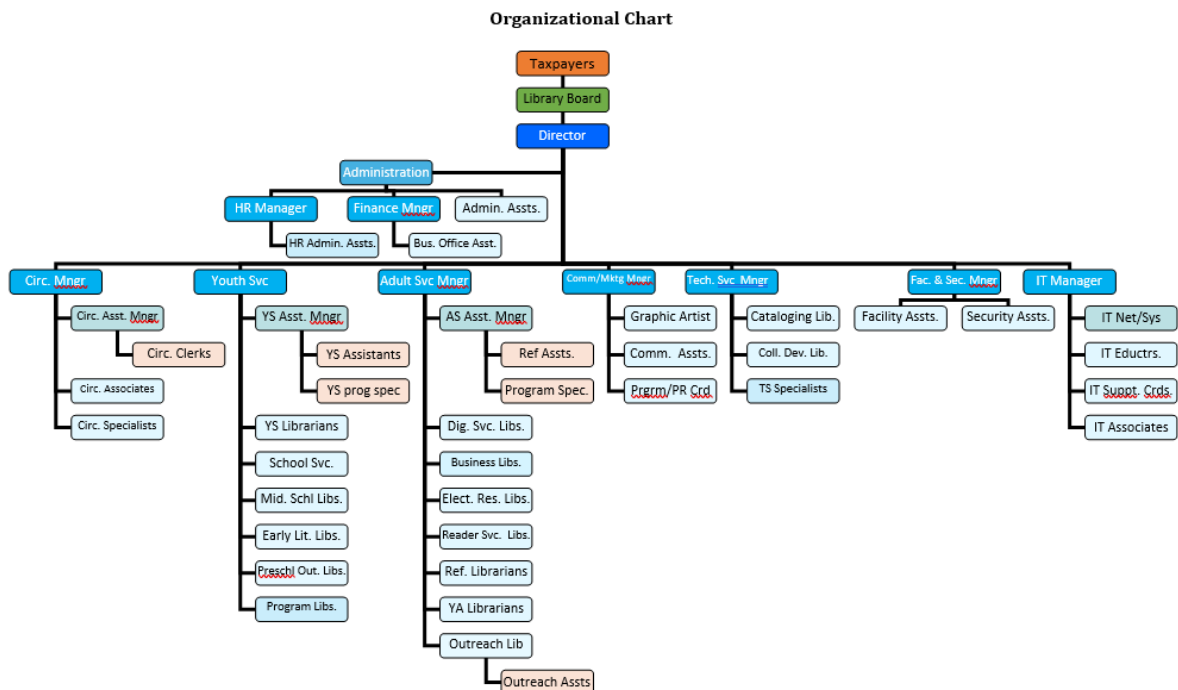 Organizational Chart
Taxpayers
Library Board
Director
Administration
HR Manager
Finance Mngr
Admin. Assts.
HR Admin. Assts.
Bus. Office Asst.
Circ. Mngr
Youth Svc
Adult Svc Mngr
Comm/Mktg Mngr
Tech. Svc Mngr
Fac. & Sec. Mngr
IT Manager
Circ. Asst. Mngr
YS Asst. Mngr
AS Asst. Mngr
Graphic Artist
Cataloging Lib.
Facility Assts.
Security Assts.
IT Net/Sys
Circ. Clerks
YS Assistants
Ref Assts.
Comm. Assts.
Coll. Dev. Lib.
IT Eductrs.
Circ. Associates
YS prog spec
Program Spec.
Prgrm/PR Crd
TS Specialists
IT Suppt. Crds.
Circ. Specialists
YS Librarians
Dig. Svc. Libs.
IT Associates
School Svc.
Business Libs.
Mid. Schl Libs.
Elect. Res. Libs.
Early Lit. Libs.
Reader Svc. Libs.
Preschl Out. Libs.
Ref. Librarians
Program Libs.
YA Librarians
Outreach Lib
Outreach Assts